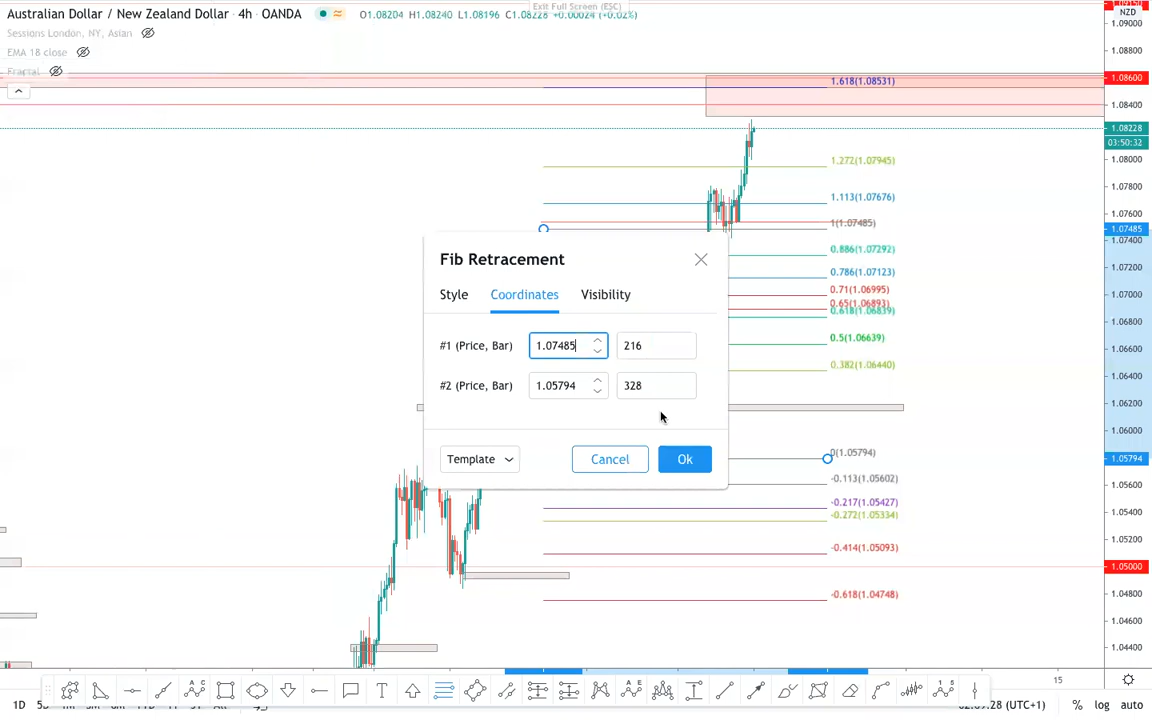 Australian Dollar / New Zealand Dollar · 4h · OANDA
O1.08204 H1.08240 L1.08196 C1.08228 +0.00024 (+0.02%)
Exit Full Screen (ESC)
NZD
Sessions London, NY, Asian
EMA 18 close
Fractal
1.09150
1.09000
1.08800
1.08600
1.08400
1.08228
03:50:32
1.08000
1.07800
1.07600
1.07485
1.07400
1.07200
1.07000
1.06800
1.06600
1.06400
1.06200
1.06000
1.05794
1.05600
1.05400
1.05200
1.05000
1.04800
1.04600
1.04400
1.618(1.08531)
1.272(1.07945)
1.113(1.07676)
1(1.07485)
0.886(1.07292)
0.786(1.07123)
0.71(1.06995)
0.65(1.06893)
0.618(1.06839)
0.5(1.06639)
0.382(1.06440)
0(1.05794)
-0.113(1.05602)
-0.217(1.05427)
-0.272(1.05334)
-0.414(1.05093)
-0.618(1.04748)
Fib Retracement
Style Coordinates Visibility
#1 (Price, Bar) 1.07485 216
#2 (Price, Bar) 1.05794 328
Template Cancel Ok
15
A C
A E
1 5
1D
(UTC+1) % log auto